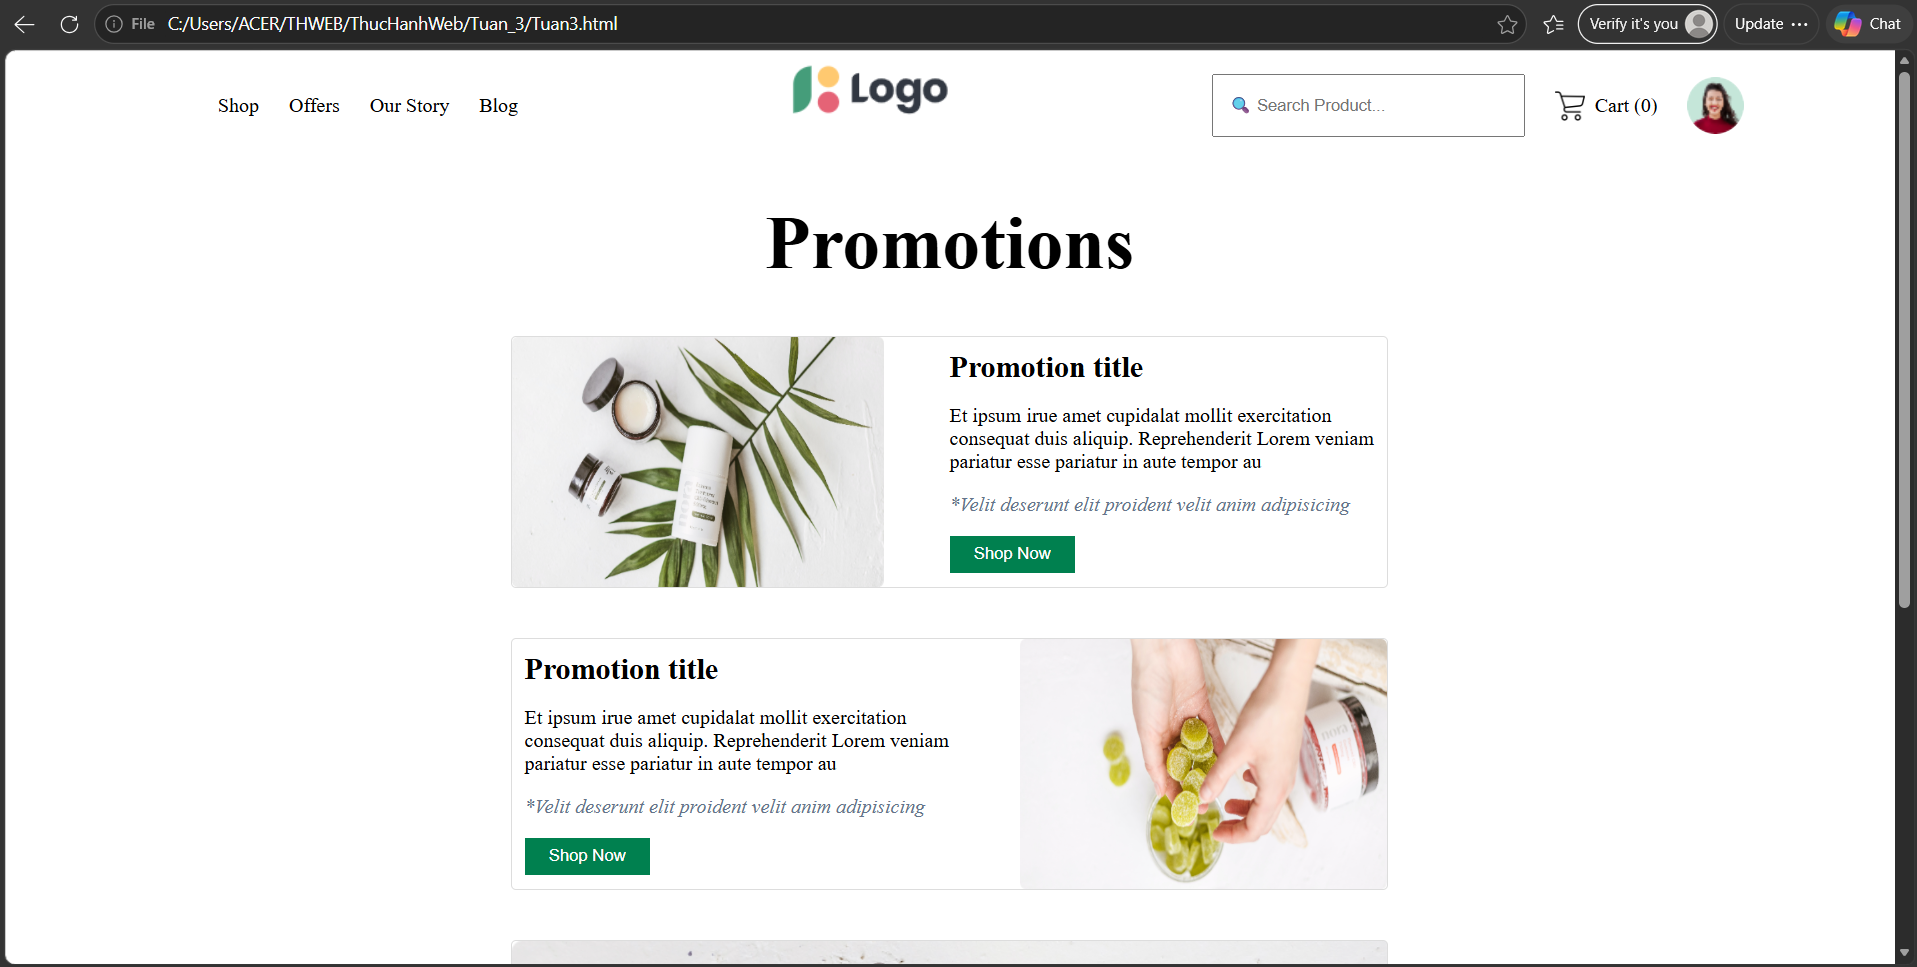 File C:/Users/ACER/THWEB/ThucHanhWeb/Tuan_3/Tuan3.html
Verify it's you
Update
Chat
Shop
Offers
Our Story
Blog
Logo
Search Product...
Cart (0)
Promotions
Promotion title
Et ipsum irue amet cupidalat mollit exercitation
consequat duis aliquip. Reprehenderit Lorem veniam
pariatur esse pariatur in aute tempor au
*Velit deserunt elit proident velit anim adipisicing
Shop Now
Promotion title
Et ipsum irue amet cupidalat mollit exercitation
consequat duis aliquip. Reprehenderit Lorem veniam
pariatur esse pariatur in aute tempor au
*Velit deserunt elit proident velit anim adipisicing
Shop Now